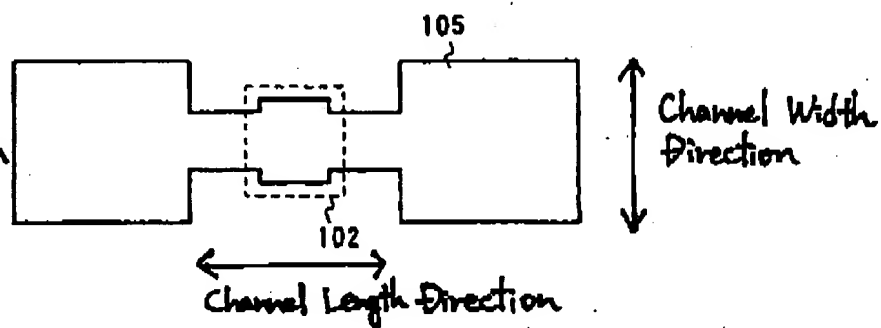 105
Channel Width
Direction
102
Channel Length Direction